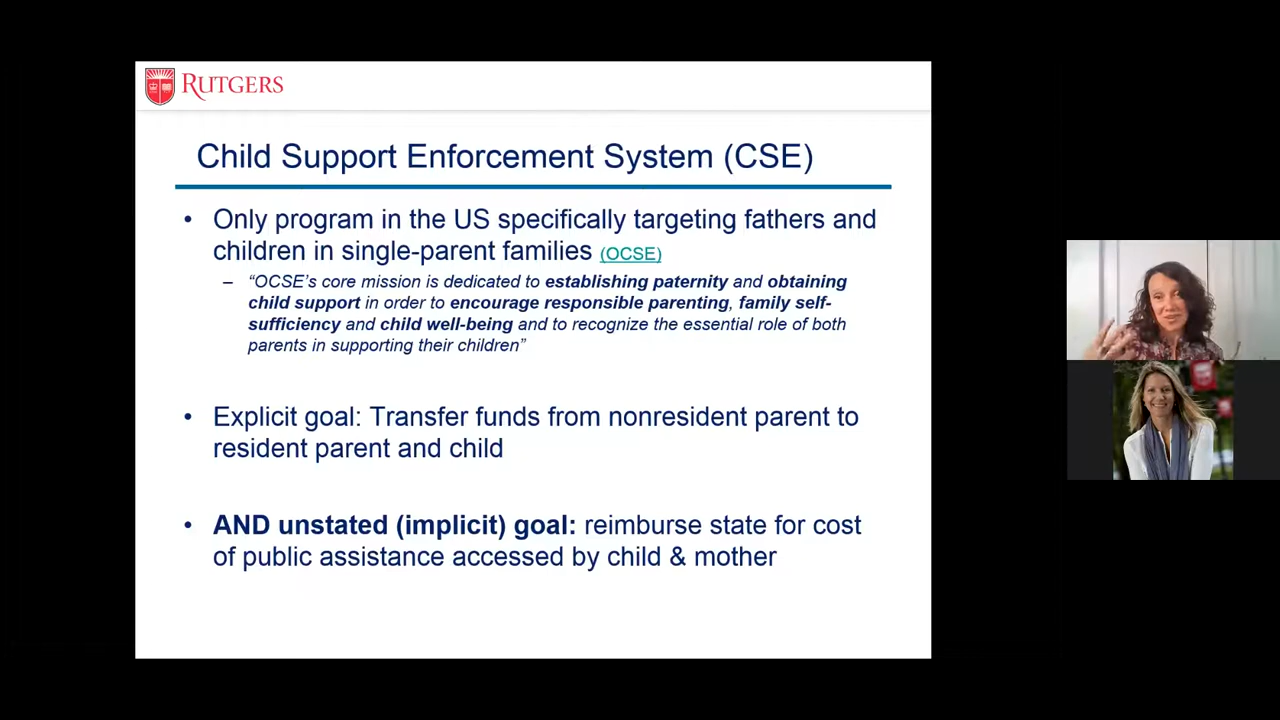 RUTGERS
Child Support Enforcement System (CSE)
• Only program in the US specifically targeting fathers and
children in single-parent families (OCSE)
– “OCSE’s core mission is dedicated to establishing paternity and obtaining
child support in order to encourage responsible parenting, family self-
sufficiency and child well-being and to recognize the essential role of both
parents in supporting their children”
• Explicit goal: Transfer funds from nonresident parent to
resident parent and child
• AND unstated (implicit) goal: reimburse state for cost
of public assistance accessed by child & mother